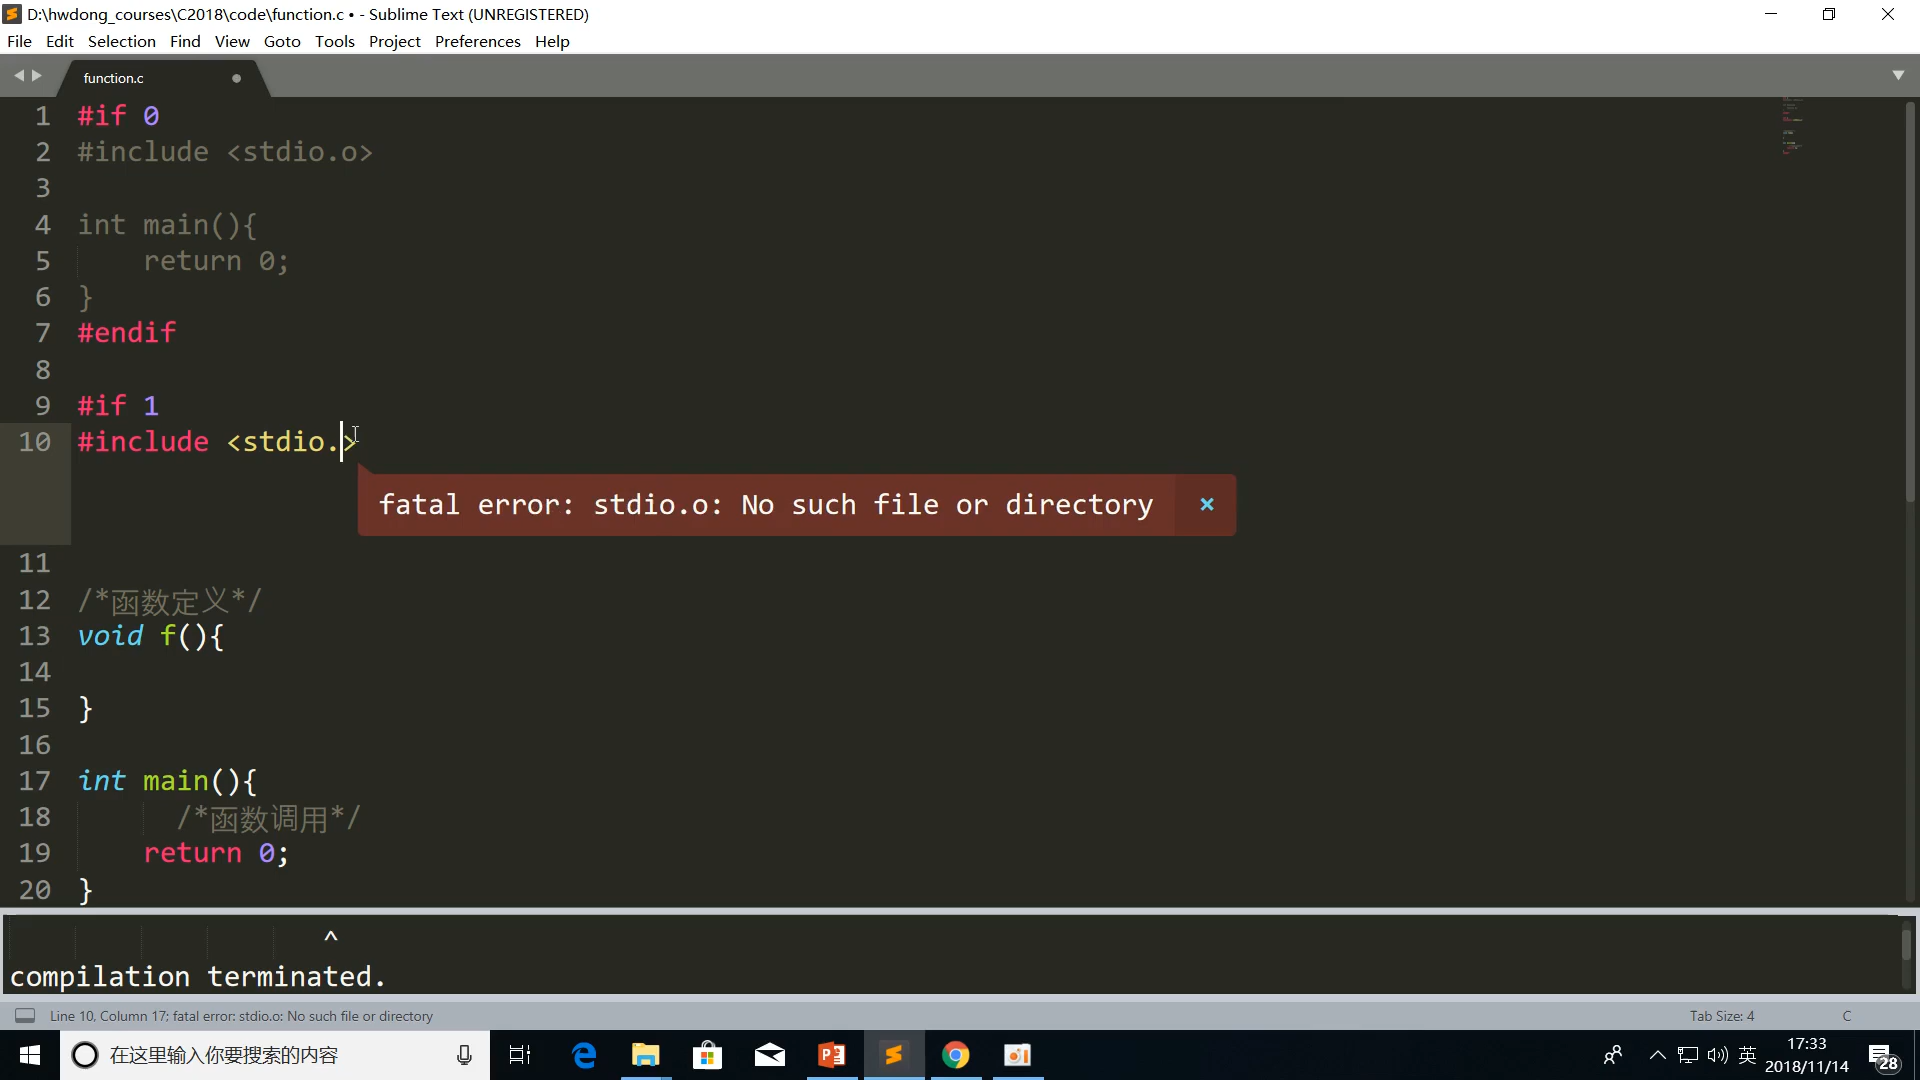 D:\hwdong_courses\C2018\code\function.c • - Sublime Text (UNREGISTERED)
File Edit Selection Find View Goto Tools Project Preferences Help
function.c
1 #if 0
2 #include <stdio.o>
3
4 int main(){
5 return 0;
6 }
7 #endif
8
9 #if 1
10 #include <stdio.>
fatal error: stdio.o: No such file or directory ×
11
12 /*函数定义*/
13 void f(){
14
15 }
16
17 int main(){
18 /*函数调用*/
19 return 0;
20 }
^
compilation terminated.
Line 10, Column 17; fatal error: stdio.o: No such file or directory Tab Size: 4 C
在这里输入你要搜索的内容 英 17:33
2018/11/14 28